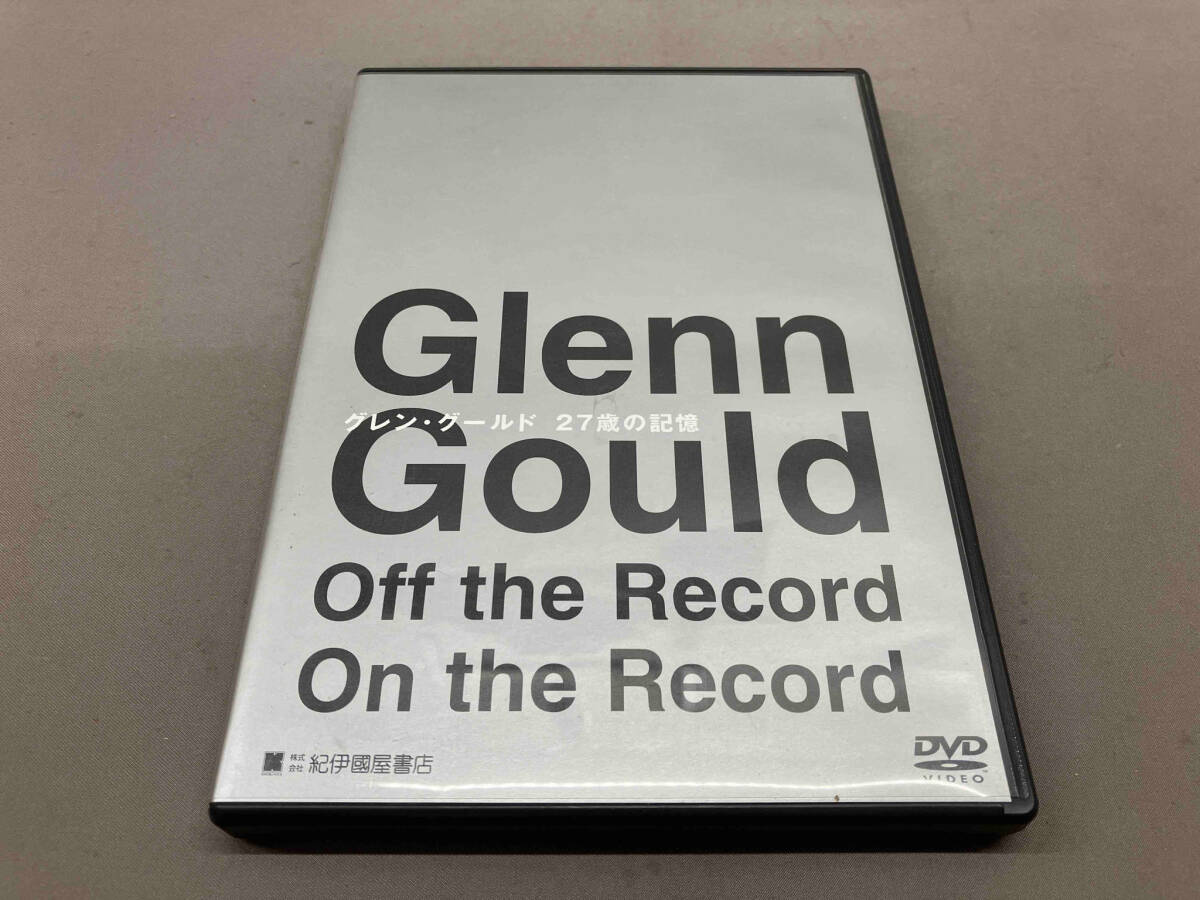 Glenn
グレン・グールド 27歳の記憶
Gould
Off the Record
On the Record
株式会社 紀伊國屋書店
DVD
VIDEO